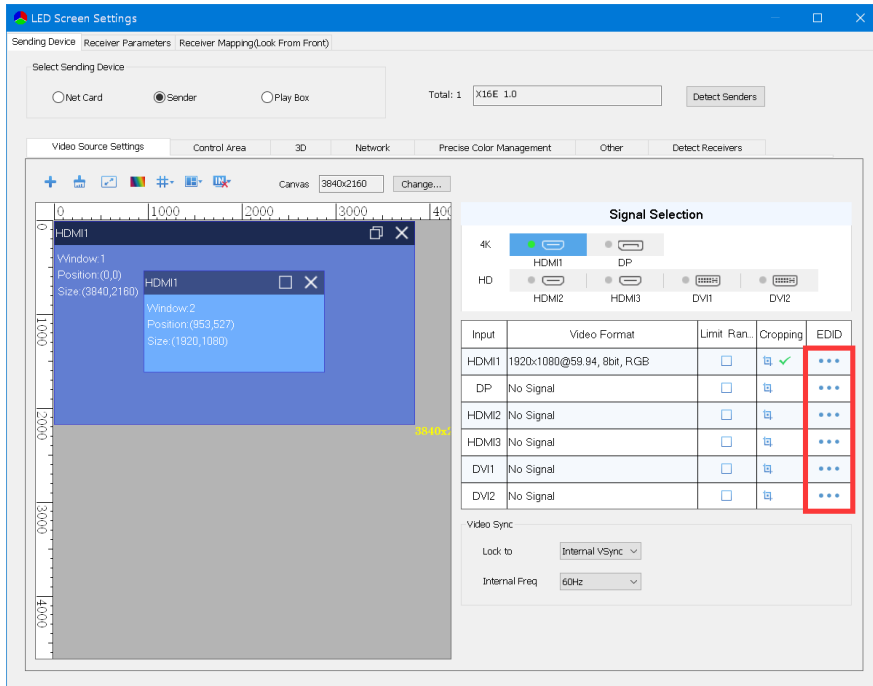 LED Screen Settings
Sending Device Receiver Parameters Receiver Mapping(Look From Front)
Select Sending Device
Net Card Sender Play Box
Total: 1 X16E 1.0 Detect Senders
Video Source Settings Control Area 3D Network Precise Color Management Other Detect Receivers
Canvas 3840x2160 Change...
0 1000 2000 3000 400
0
1000
2000
3000
4000
HDMI1
Window:1
Position:(0,0)
Size:(3840,2160)
HDMI1
Window:2
Position:(953,527)
Size:(1920,1080)
3840x2
Signal Selection
4K
HDMI1 DP
HD
HDMI2 HDMI3 DVI1 DVI2
Input Video Format Limit Ran... Cropping EDID
HDMI1 1920x1080@59.94, 8bit, RGB
DP No Signal
HDMI2 No Signal
HDMI3 No Signal
DVI1 No Signal
DVI2 No Signal
Video Sync
Lock to Internal VSync
Internal Freq 60Hz